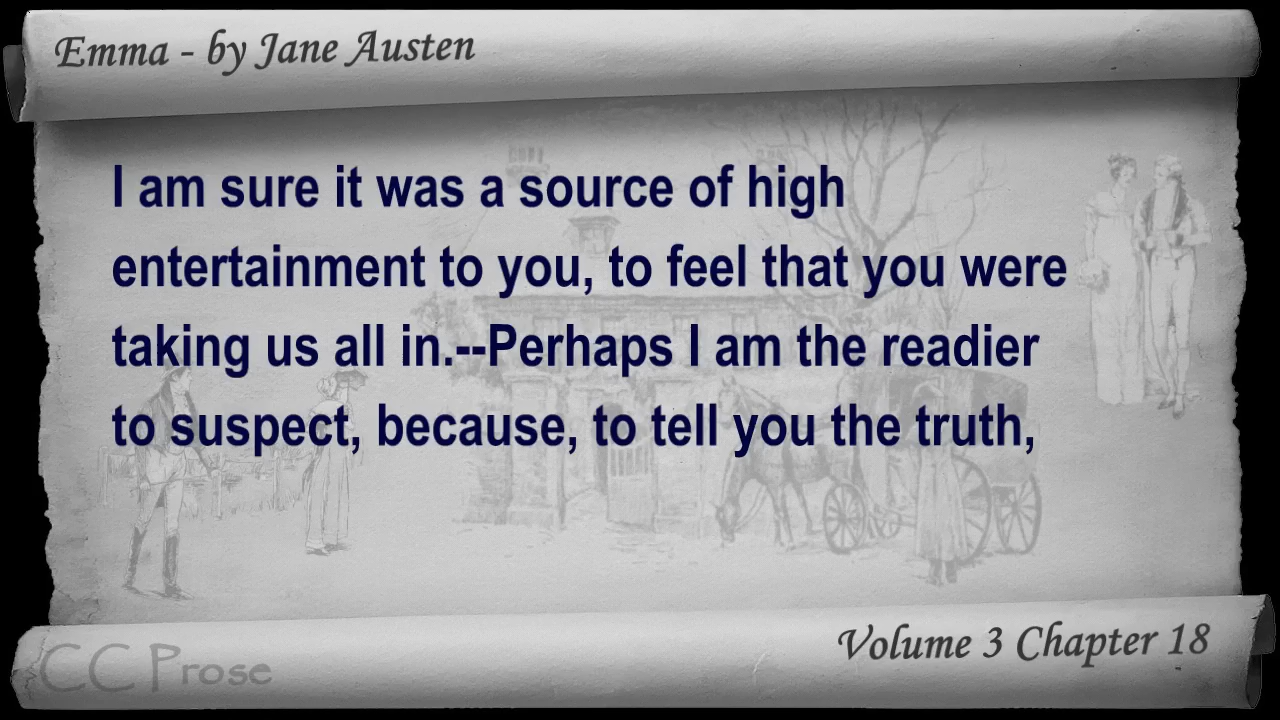 Emma - by Jane Austen
I am sure it was a source of high
entertainment to you, to feel that you were
taking us all in.--Perhaps I am the readier
to suspect, because, to tell you the truth,
Volume 3 Chapter 18
CC Prose